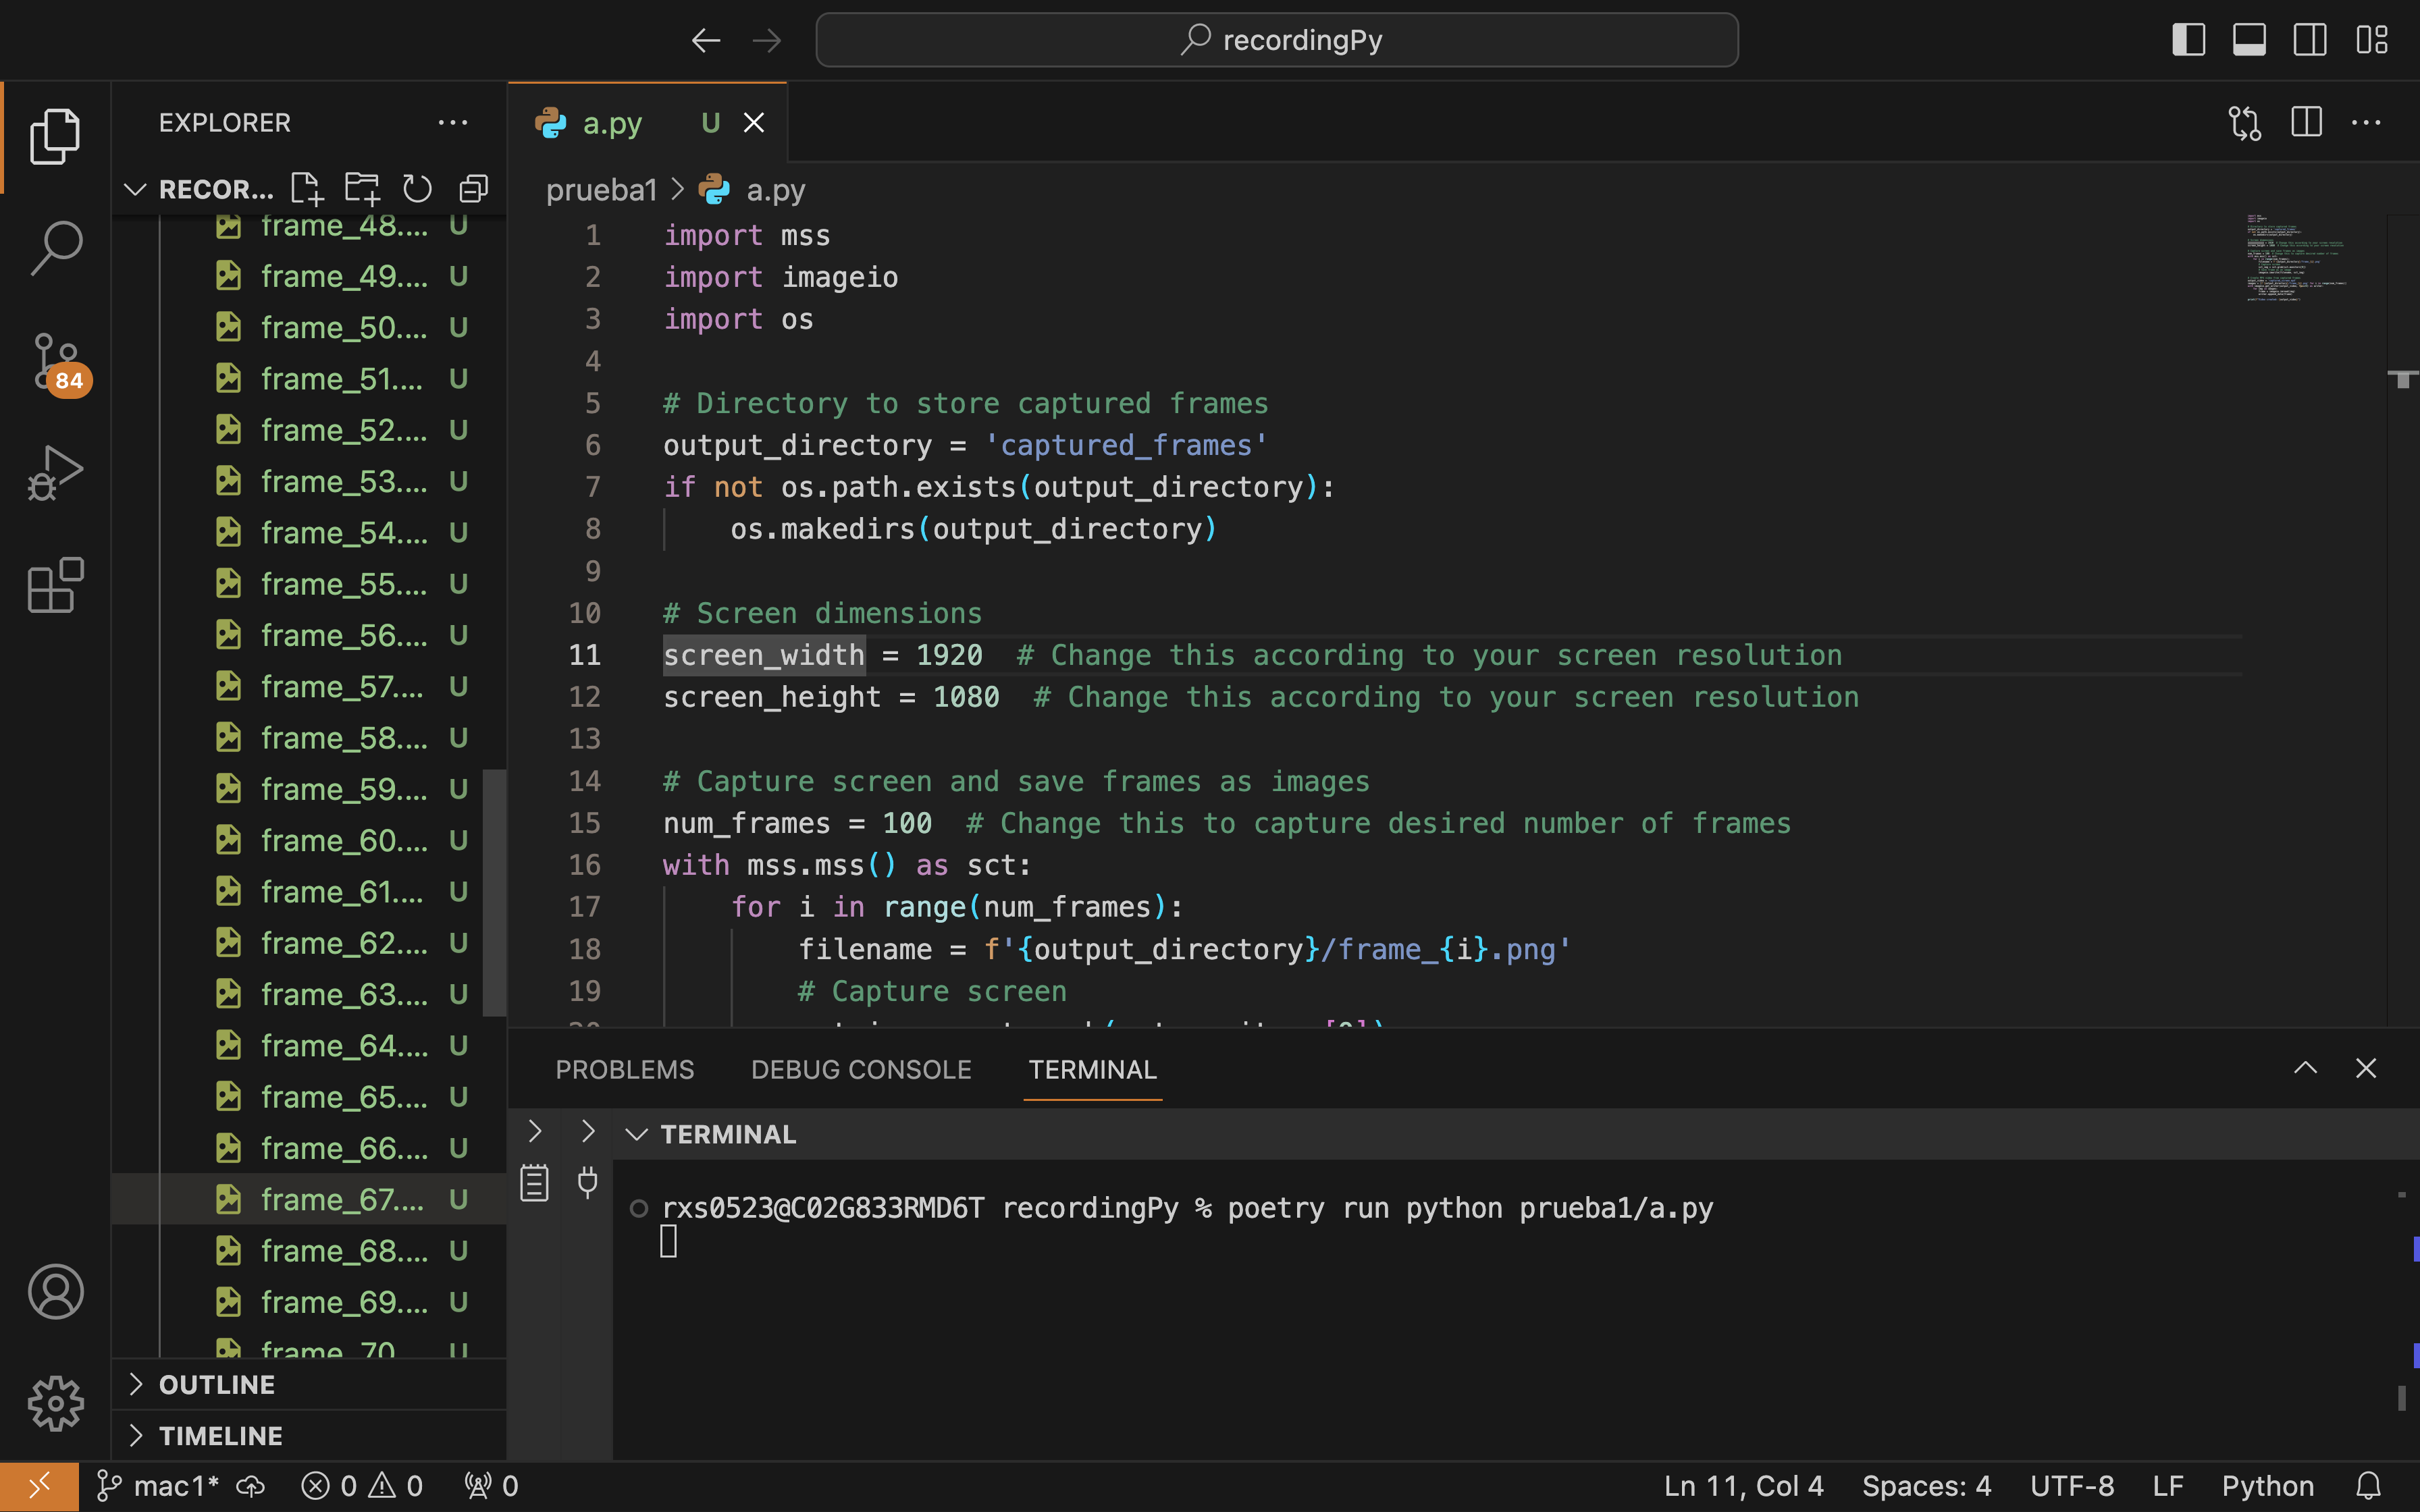 recordingPy
EXPLORER
RECOR...
frame_48.... U
frame_49.... U
frame_50.... U
frame_51.... U
frame_52.... U
frame_53.... U
frame_54.... U
frame_55.... U
frame_56.... U
frame_57.... U
frame_58.... U
frame_59.... U
frame_60.... U
frame_61.... U
frame_62.... U
frame_63.... U
frame_64.... U
frame_65.... U
frame_66.... U
frame_67.... U
frame_68.... U
frame_69.... U
frame_70 U
OUTLINE
TIMELINE
84
a.py U
prueba1 > a.py
1 import mss
2 import imageio
3 import os
4
5 # Directory to store captured frames
6 output_directory = 'captured_frames'
7 if not os.path.exists(output_directory):
8 os.makedirs(output_directory)
9
10 # Screen dimensions
11 screen_width = 1920 # Change this according to your screen resolution
12 screen_height = 1080 # Change this according to your screen resolution
13
14 # Capture screen and save frames as images
15 num_frames = 100 # Change this to capture desired number of frames
16 with mss.mss() as sct:
17 for i in range(num_frames):
18 filename = f'{output_directory}/frame_{i}.png'
19 # Capture screen
PROBLEMS DEBUG CONSOLE TERMINAL
TERMINAL
rxs0523@C02G833RMD6T recordingPy % poetry run python prueba1/a.py
mac1* 0 0 0 Ln 11, Col 4 Spaces: 4 UTF-8 LF Python